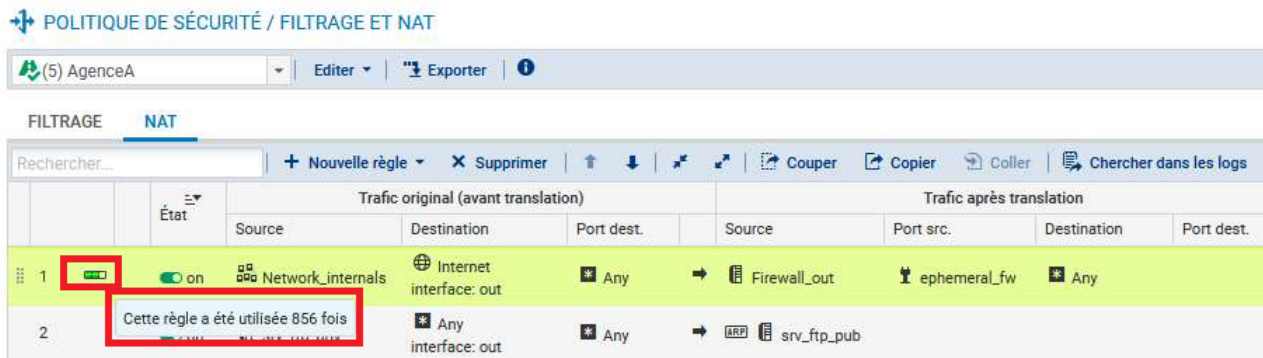 POLITIQUE DE SÉCURITÉ / FILTRAGE ET NAT
(5) AgenceA Editer Exporter
FILTRAGE NAT
Rechercher... Nouvelle règle Supprimer Couper Copier Coller Chercher dans les logs
État Trafic original (avant translation) Trafic après translation
Source Destination Port dest. Source Port src. Destination Port dest.
1 on Network_internals Internet interface: out Any Firewall_out ephemeral_fw Any
Cette règle a été utilisée 856 fois
2 Any interface: out Any ARP srv_ftp_pub